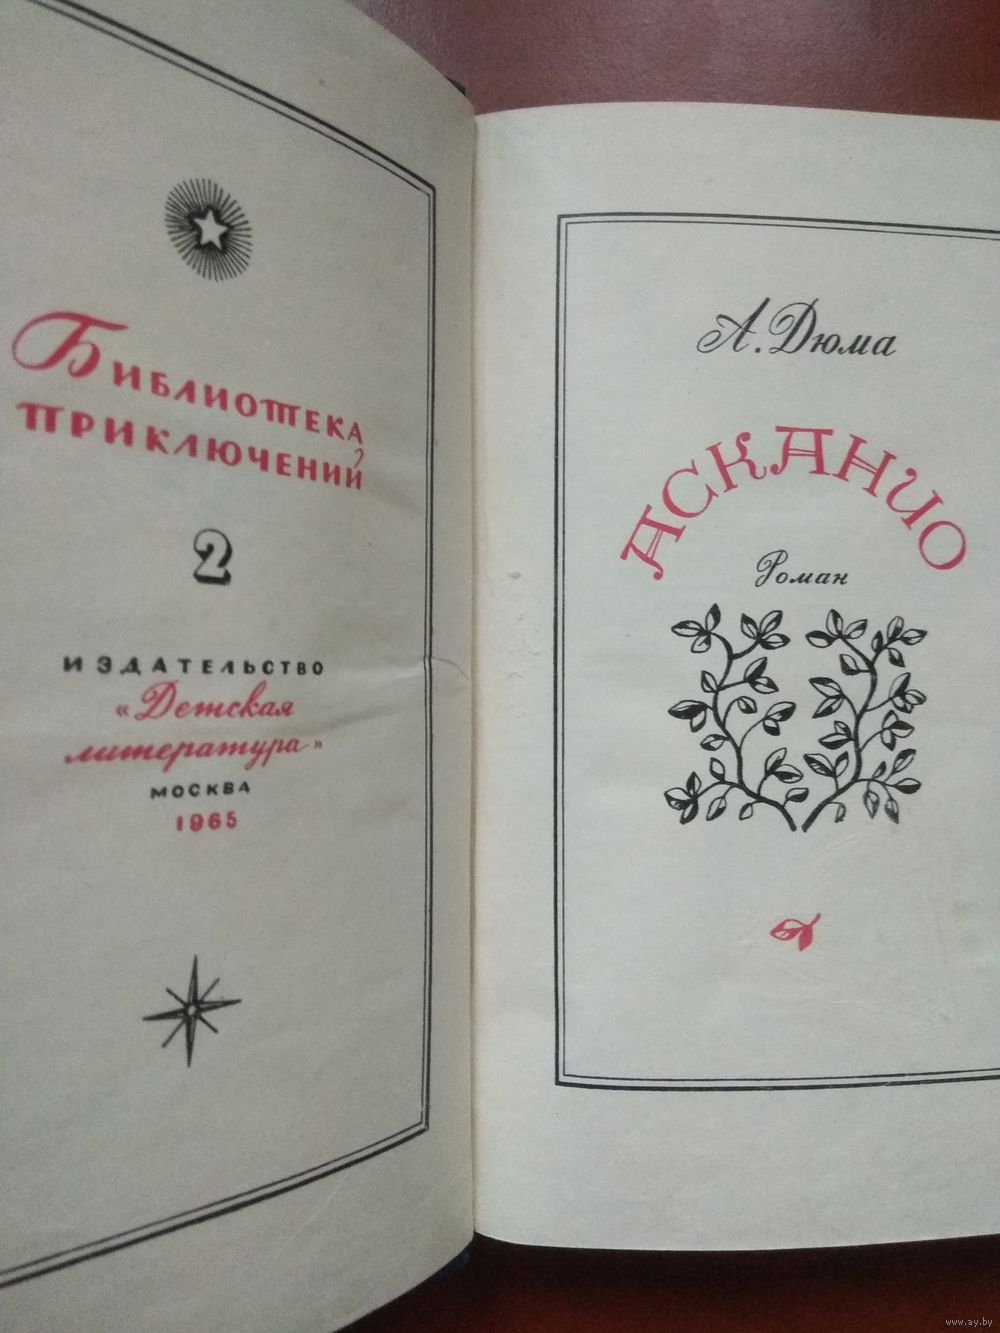 Библиотека
приключений
2
ИЗДАТЕЛЬСТВО
«Детская
литература»
МОСКВА
1965
А. Дюма
АСКАНИО
Роман
www.ay.by